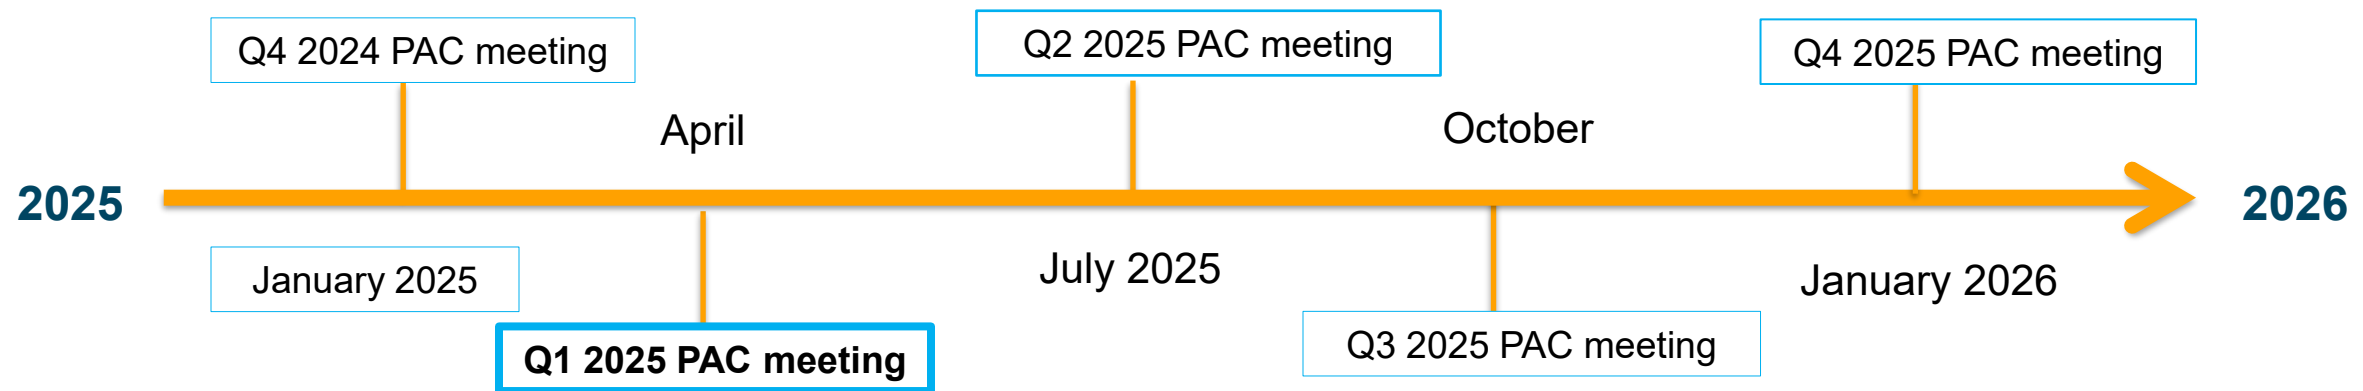 Q4 2024 PAC meeting
Q2 2025 PAC meeting
Q4 2025 PAC meeting
April
October
2025
2026
January 2025
July 2025
January 2026
Q1 2025 PAC meeting
Q3 2025 PAC meeting